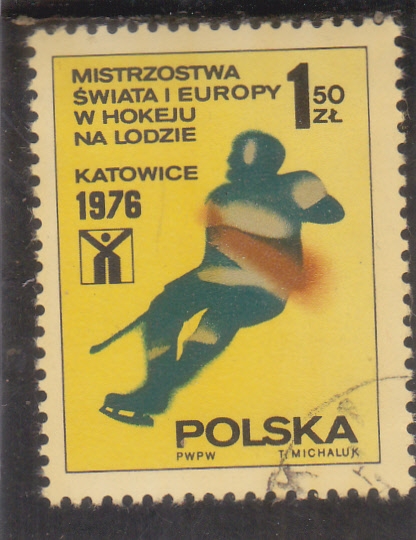 MISTRZOSTWA
ŚWIATA I EUROPY
W HOKEJU
NA LODZIE
1 50
ZŁ
KATOWICE
1976
POLSKA
PWPW T. MICHALUK